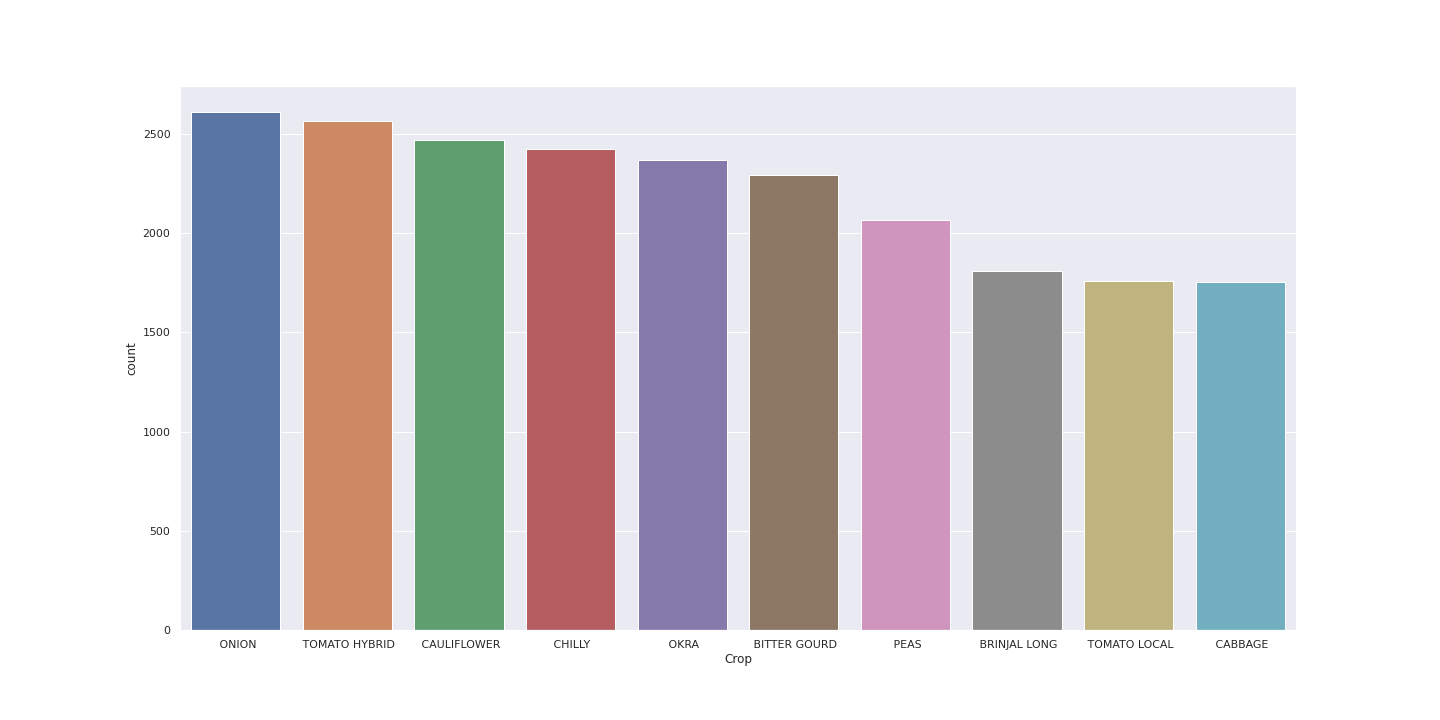 2500
2000
1500
1000
500
0
count
ONION TOMATO HYBRID CAULIFLOWER CHILLY OKRA BITTER GOURD PEAS BRINJAL LONG TOMATO LOCAL CABBAGE
Crop